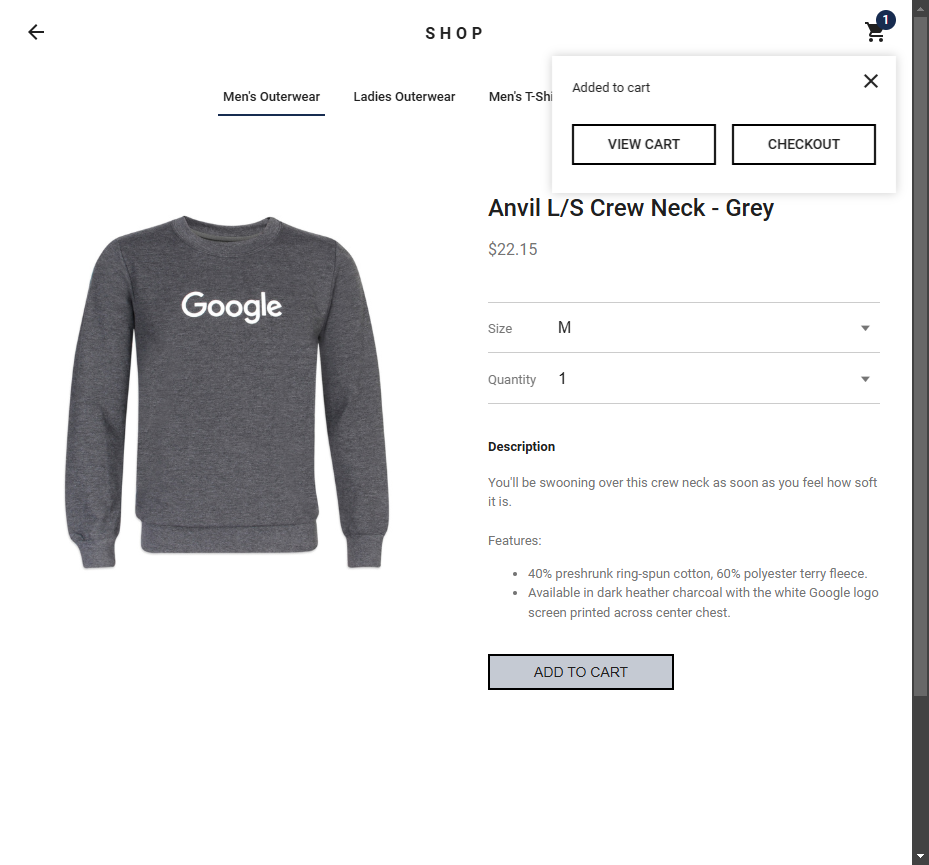 SHOP
1
Men's Outerwear
Ladies Outerwear
Men's T-Shi
Added to cart
VIEW CART
CHECKOUT
Google
Anvil L/S Crew Neck - Grey
$22.15
Size M
Quantity 1
Description
You'll be swooning over this crew neck as soon as you feel how soft
it is.
Features:
• 40% preshrunk ring-spun cotton, 60% polyester terry fleece.
• Available in dark heather charcoal with the white Google logo
screen printed across center chest.
ADD TO CART